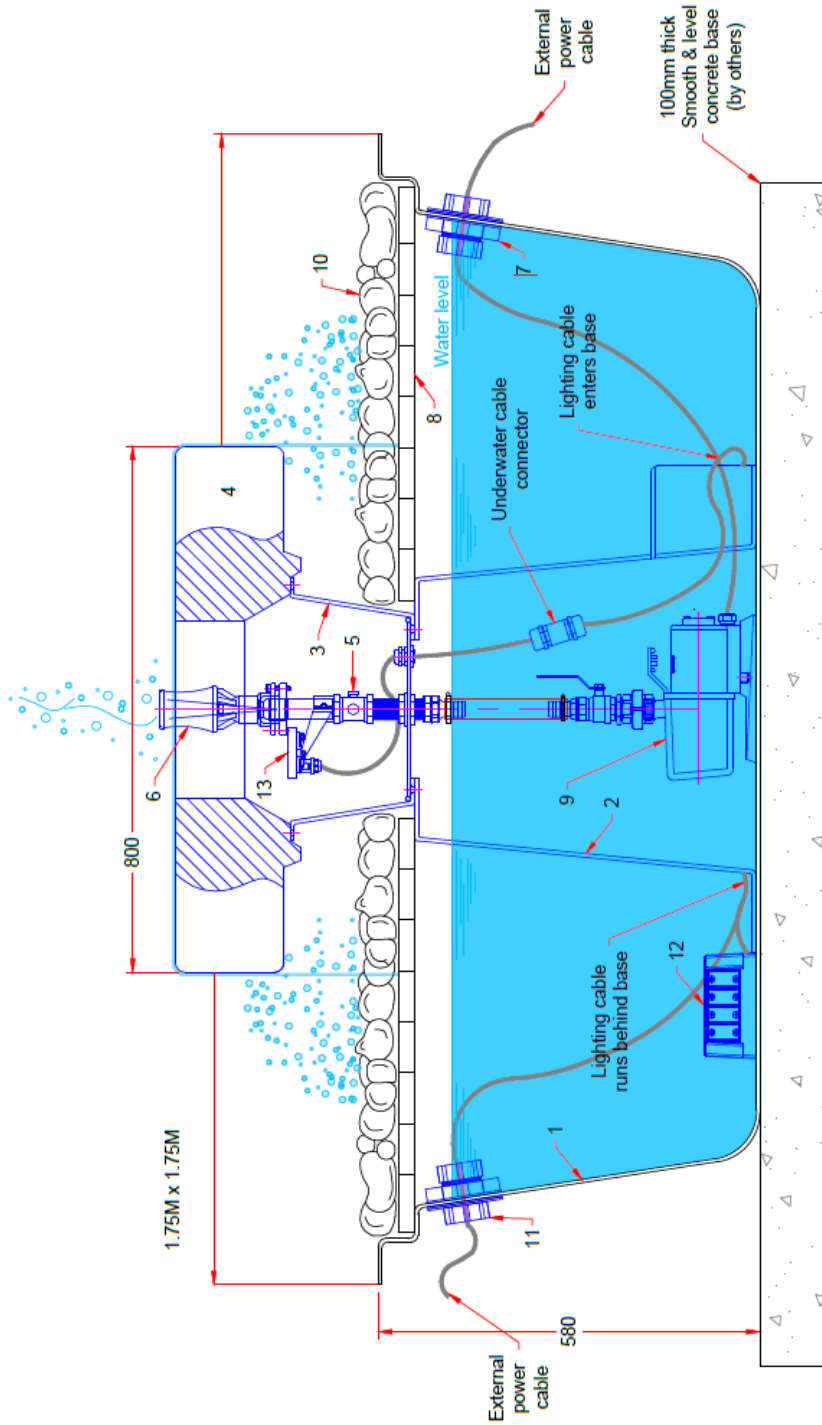 1.75M x 1.75M
800
6
4
13
5
3
10
8
Water level
7
11
External
power
cable
External
power
cable
580
1
Lighting cable
runs behind base
12
2
9
Underwater cable
connector
Lighting cable
enters base
100mm thick
Smooth & level
concrete base
(by others)